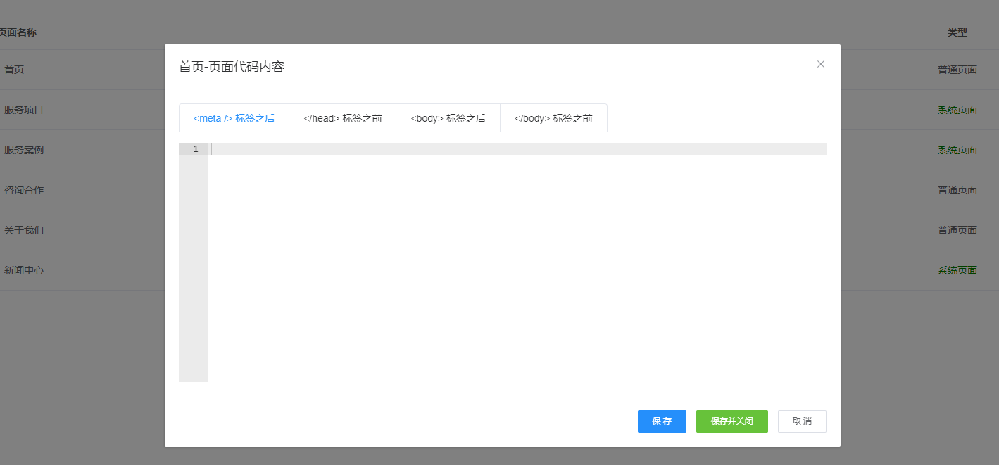 页面名称 类型
首页-页面代码内容
首页 普通页面
服务项目 系统页面
<meta /> 标签之后 </head> 标签之前 <body> 标签之后 </body> 标签之前
服务案例 系统页面
1
咨询合作 普通页面
关于我们 普通页面
新闻中心 系统页面
保 存 保存并关闭 取 消